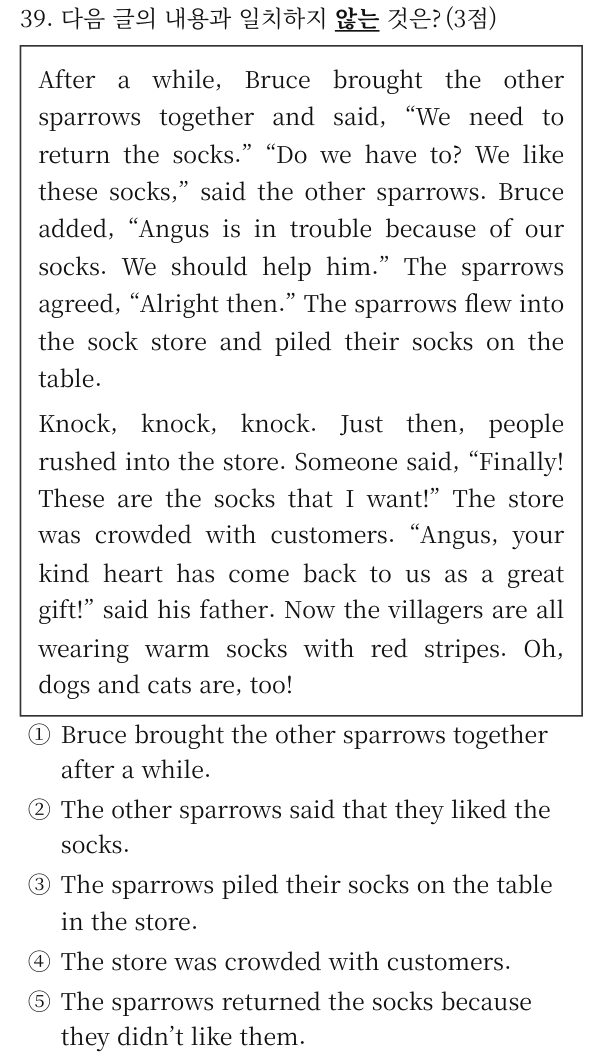 39. 다음 글의 내용과 일치하지 않는 것은?(3점)
After a while, Bruce brought the other
sparrows together and said, “We need to
return the socks.” “Do we have to? We like
these socks,” said the other sparrows. Bruce
added, “Angus is in trouble because of our
socks. We should help him.” The sparrows
agreed, “Alright then.” The sparrows flew into
the sock store and piled their socks on the
table.
Knock, knock, knock. Just then, people
rushed into the store. Someone said, “Finally!
These are the socks that I want!” The store
was crowded with customers. “Angus, your
kind heart has come back to us as a great
gift!” said his father. Now the villagers are all
wearing warm socks with red stripes. Oh,
dogs and cats are, too!
① Bruce brought the other sparrows together
after a while.
② The other sparrows said that they liked the
socks.
③ The sparrows piled their socks on the table
in the store.
④ The store was crowded with customers.
⑤ The sparrows returned the socks because
they didn’t like them.